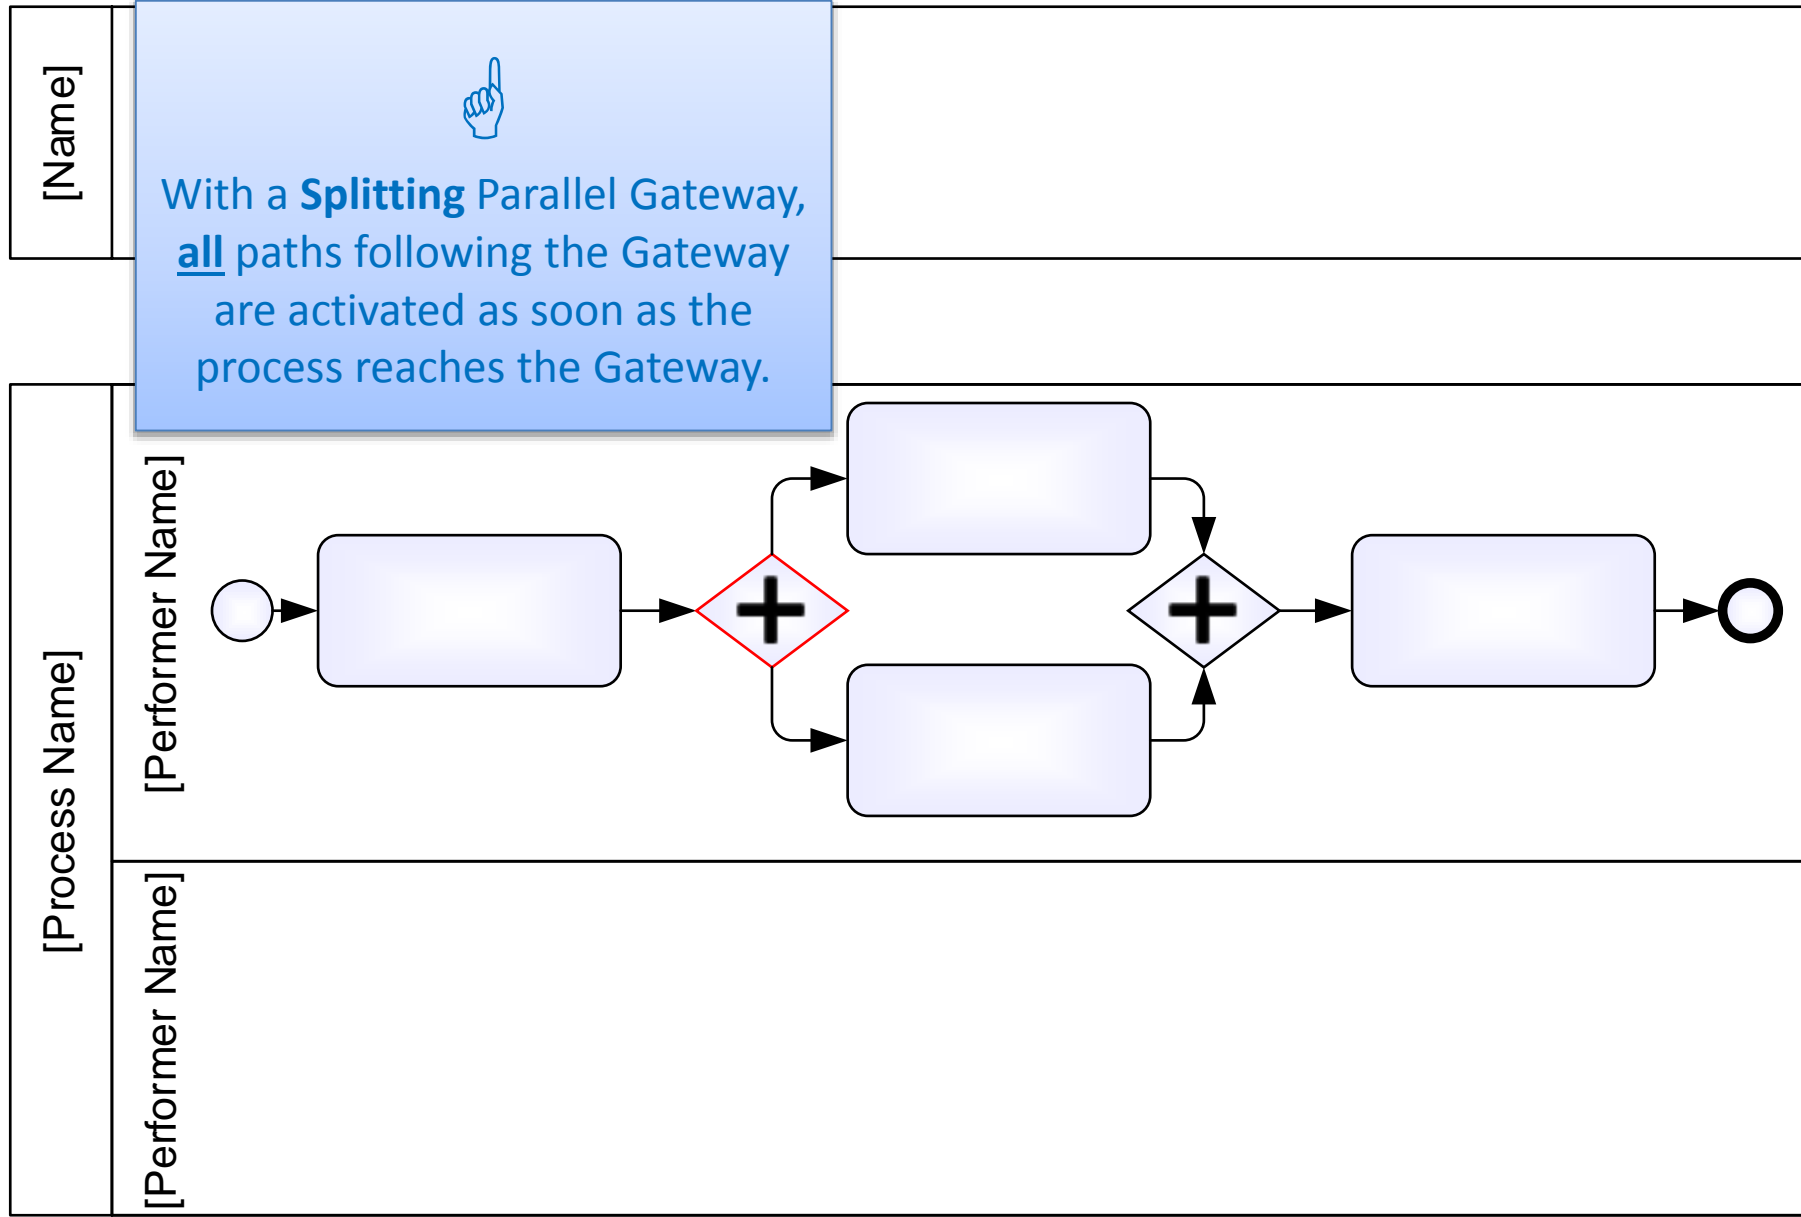 [Name]
With a Splitting Parallel Gateway,
all paths following the Gateway
are activated as soon as the
process reaches the Gateway.
[Process Name]
[Performer Name]
[Performer Name]